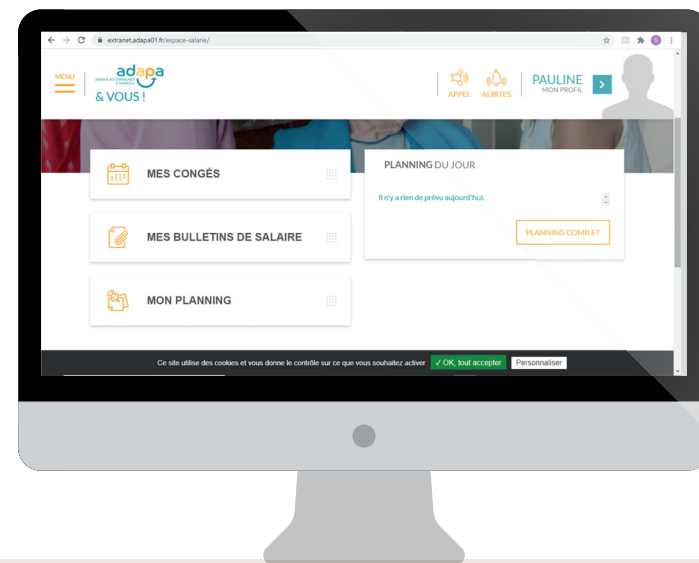 extranet.adapa01.fr/espace-salarie/
MENU
adapa
& VOUS !
APPEL
ALERTES
PAULINE
MON PROFIL
MES CONGÉS
PLANNING DU JOUR
Il n'y a rien de prévu aujourd'hui.
PLANNING COMPLET
MES BULLETINS DE SALAIRE
MON PLANNING
Ce site utilise des cookies et vous donne le contrôle sur ce que vous souhaitez activer
✓ OK, tout accepter
Personnaliser